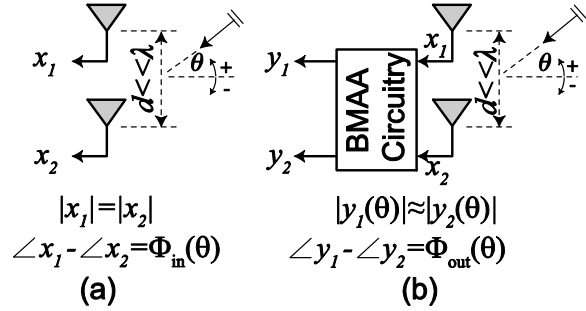 x1
x2
d<<λ
θ
+
-
|x1|=|x2|
∠x1-∠x2=Φin(θ)
(a)
y1
y2
BMAA
Circuitry
x1
x2
d<<λ
θ
+
-
|y1(θ)|≈|y2(θ)|
∠y1-∠y2=Φout(θ)
(b)